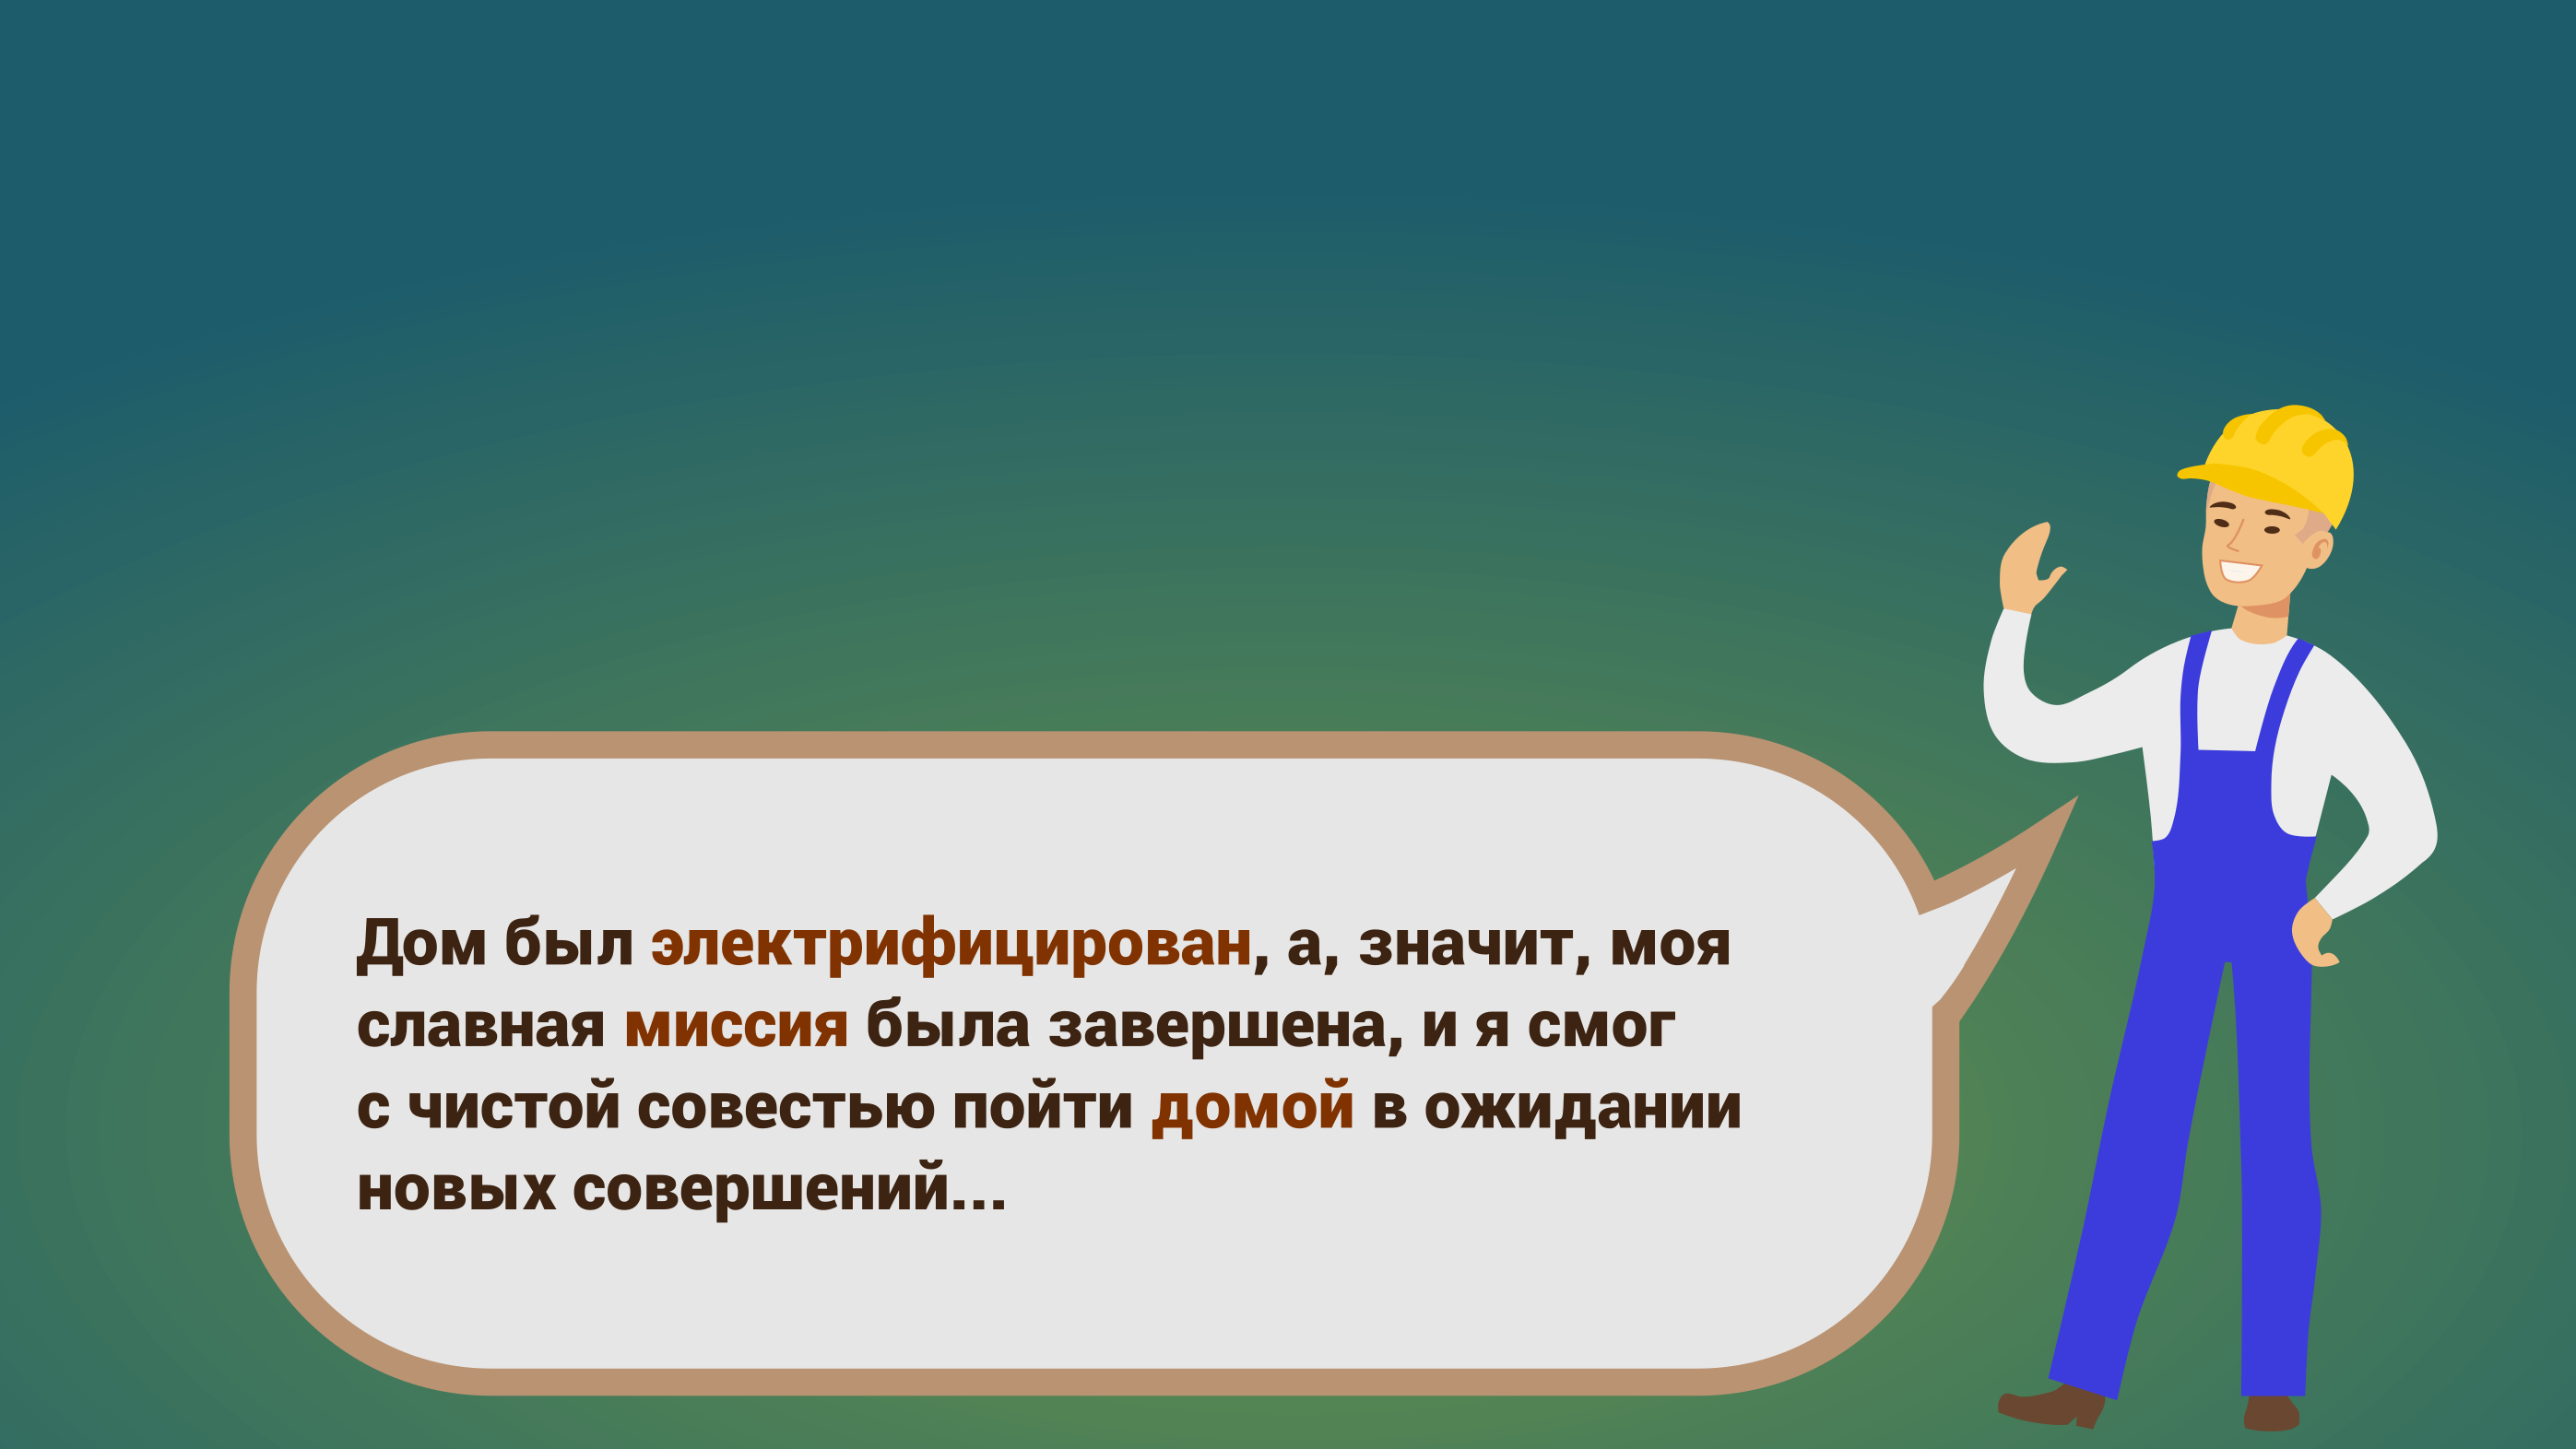 Дом был электрифицирован, а, значит, моя
славная миссия была завершена, и я смог
с чистой совестью пойти домой в ожидании
новых совершений...